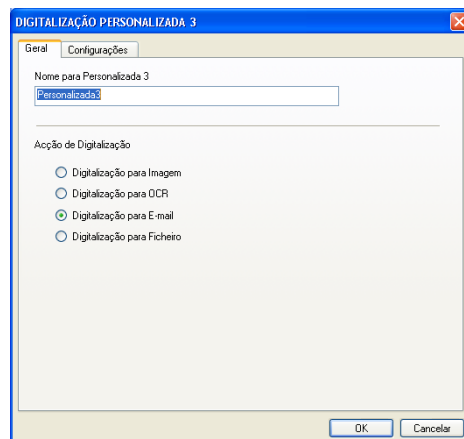 DIGITALIZAÇÃO PERSONALIZADA 3
Geral
Configurações
Nome para Personalizada 3
Personalizada3
Acção de Digitalização
Digitalização para Imagem
Digitalização para OCR
Digitalização para E-mail
Digitalização para Ficheiro
OK
Cancelar